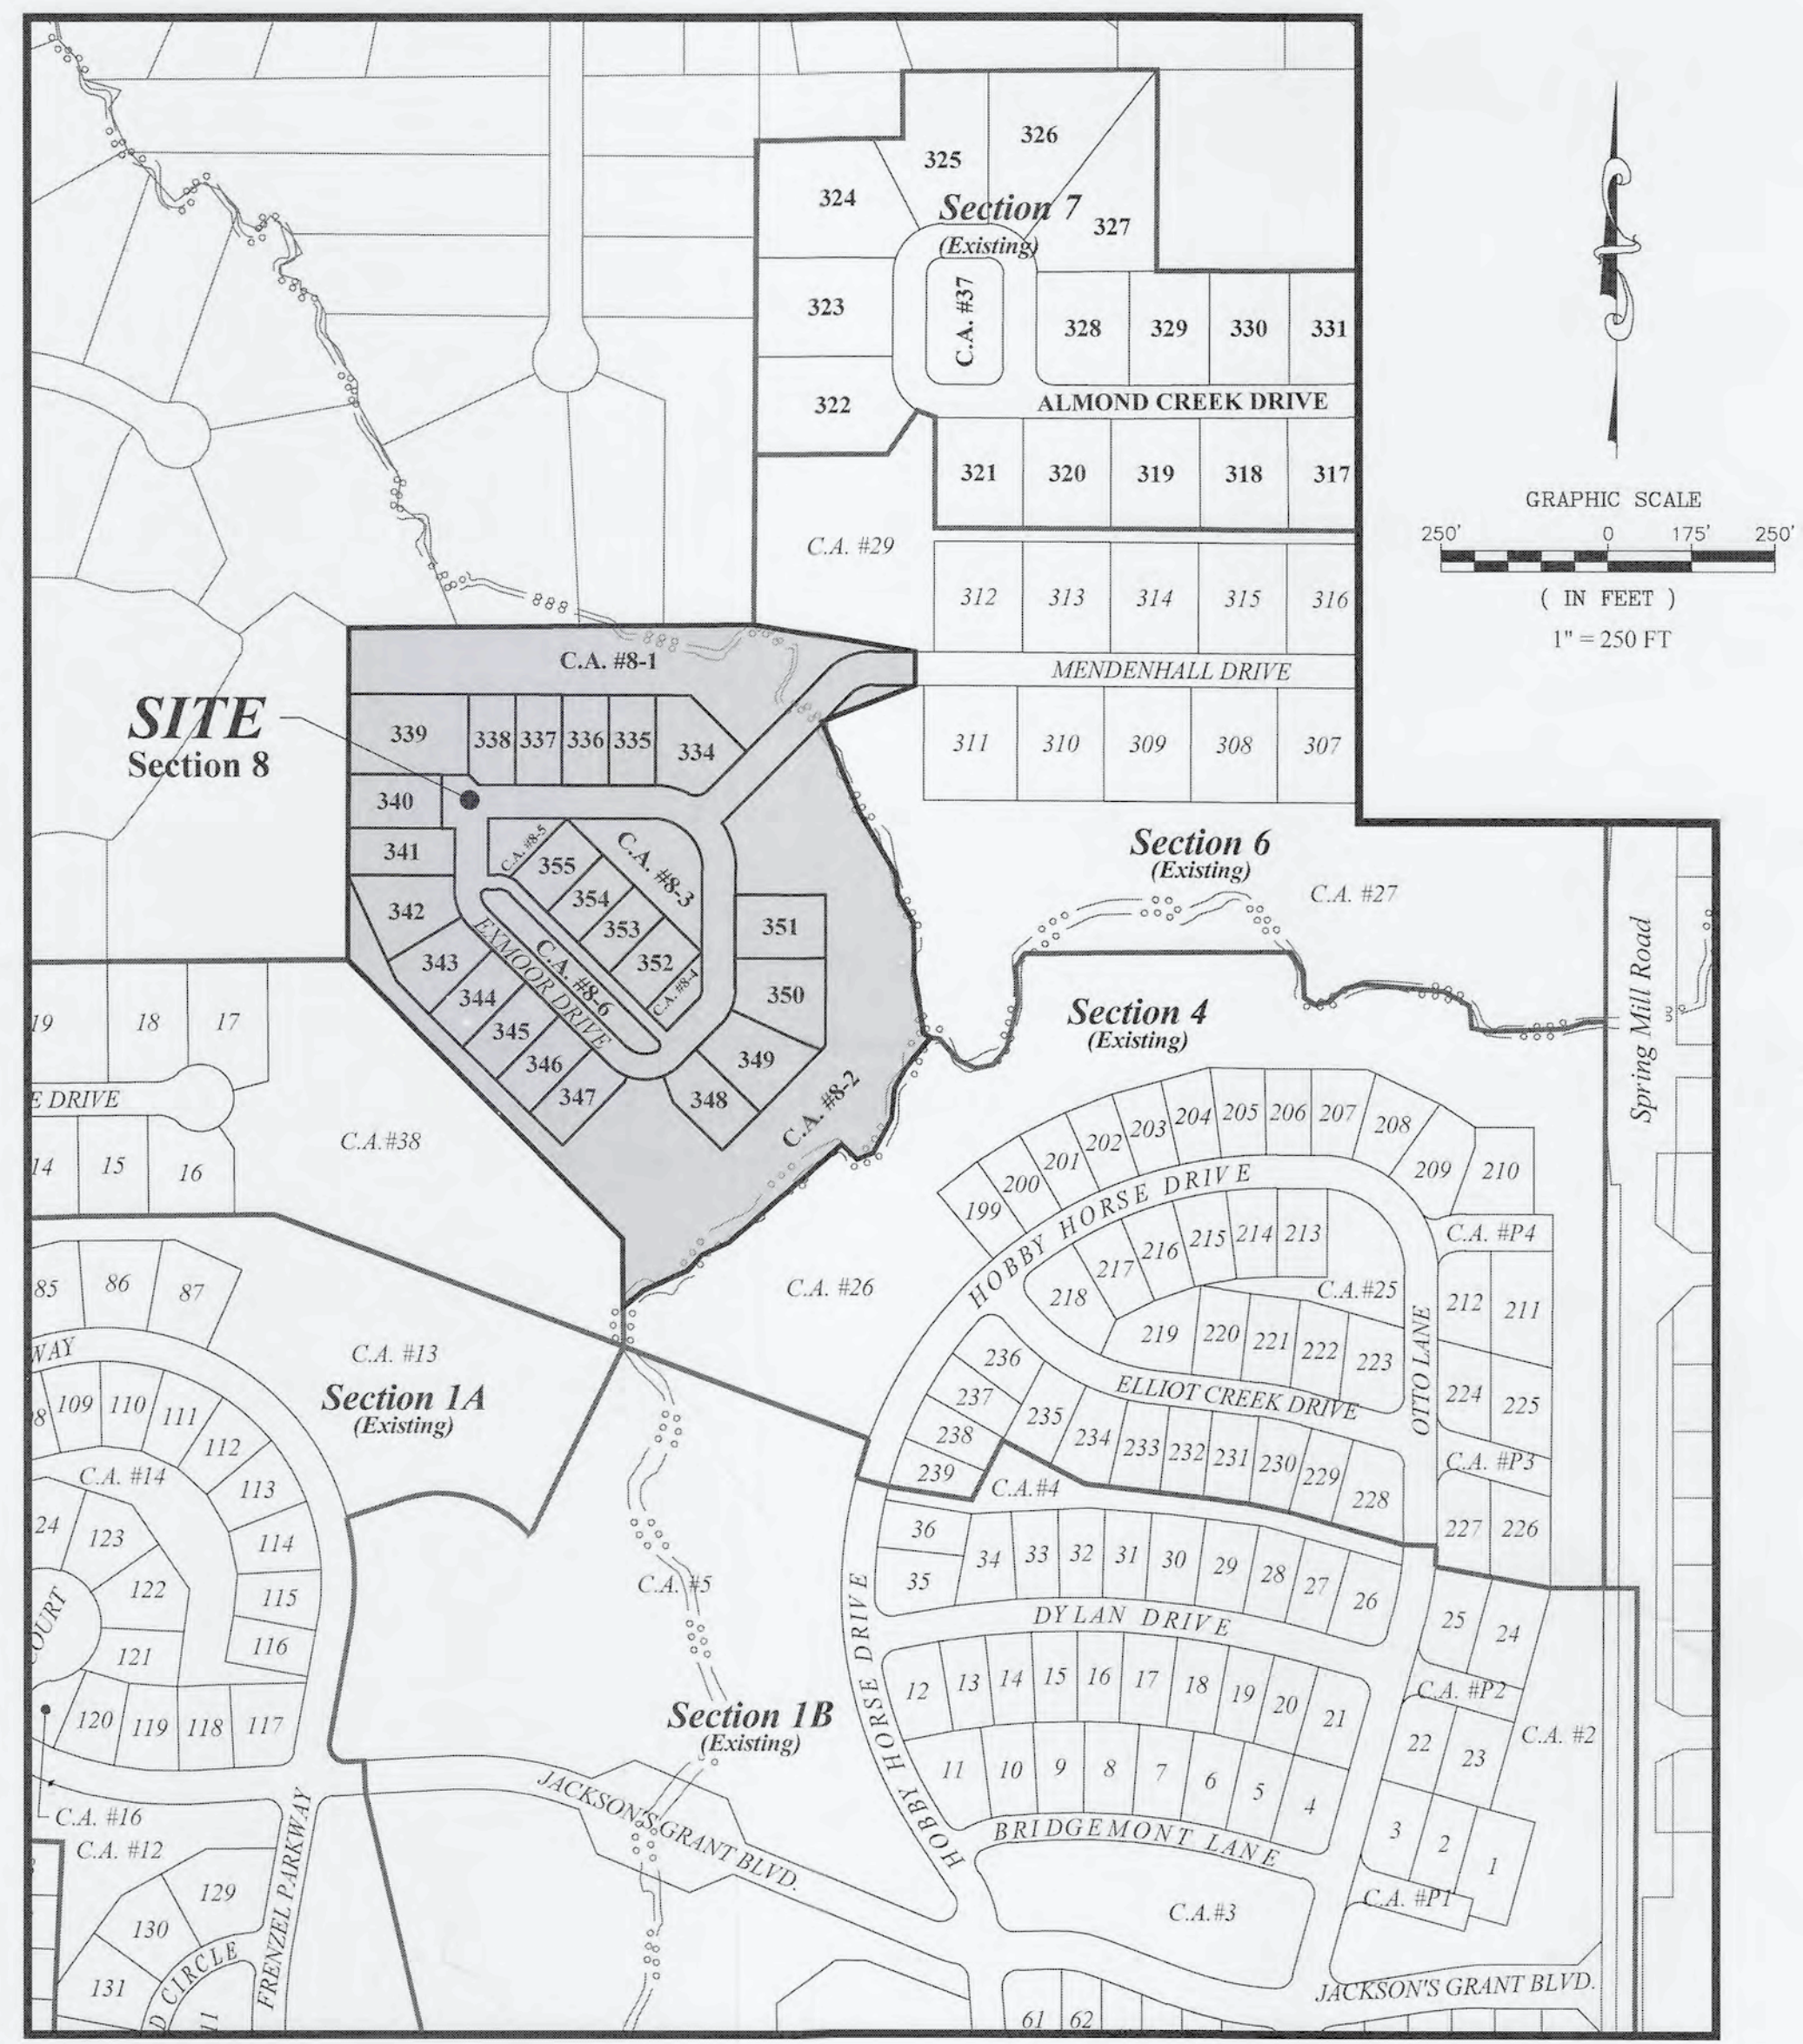 326
325
324
Section 7
(Existing)
327
C.A. #37
323
328 329 330 331
322
ALMOND CREEK DRIVE
321 320 319 318 317
C.A. #29
312 313 314 315 316
MENDENHALL DRIVE
311 310 309 308 307
GRAPHIC SCALE
250' 0 175' 250'
( IN FEET )
1" = 250 FT
SITE
Section 8
C.A. #8-1
339 338 337 336 335 334
340
341
342
343
344
345
346
347
348
349
350
351
C.A. #8-5
355
354
353
352
C.A. #8-3
C.A. #8-4
C.A. #8-6
EXMOOR DRIVE
C.A. #8-2
Section 6
(Existing)
C.A. #27
Spring Mill Road
Section 4
(Existing)
19 18 17
E DRIVE
14 15 16
C.A.#38
C.A. #26
199 200 201 202 203 204 205 206 207 208 209 210
HOBBY HORSE DRIVE
C.A. #P4
218 217 216 215 214 213
C.A.#25
212 211
219 220 221 222 223
OTTO LANE
224 225
ELLIOT CREEK DRIVE
236
237
238
239
235 234 233 232 231 230 229 228
C.A. #P3
227 226
C.A.#4
85 86 87
WAY
C.A. #13
Section 1A
(Existing)
8 109 110 111
112
113
114
115
116
C.A. #14
24 123
122
121
COURT
120 119 118 117
C.A. #16
C.A. #12
129
130
131
D CIRCLE
11
FRENZEL PARKWAY
C.A. #5
Section 1B
(Existing)
JACKSON'S GRANT BLVD.
HOBBY HORSE DRIVE
36
35
34 33 32 31 30 29 28 27 26
DYLAN DRIVE
25 24
12 13 14 15 16 17 18 19 20 21
C.A. #P2
22 23
C.A. #2
11 10 9 8 7 6 5 4
BRIDGEMONT LANE
3 2 1
C.A. #P1
C.A.#3
JACKSON'S GRANT BLVD.
61 62